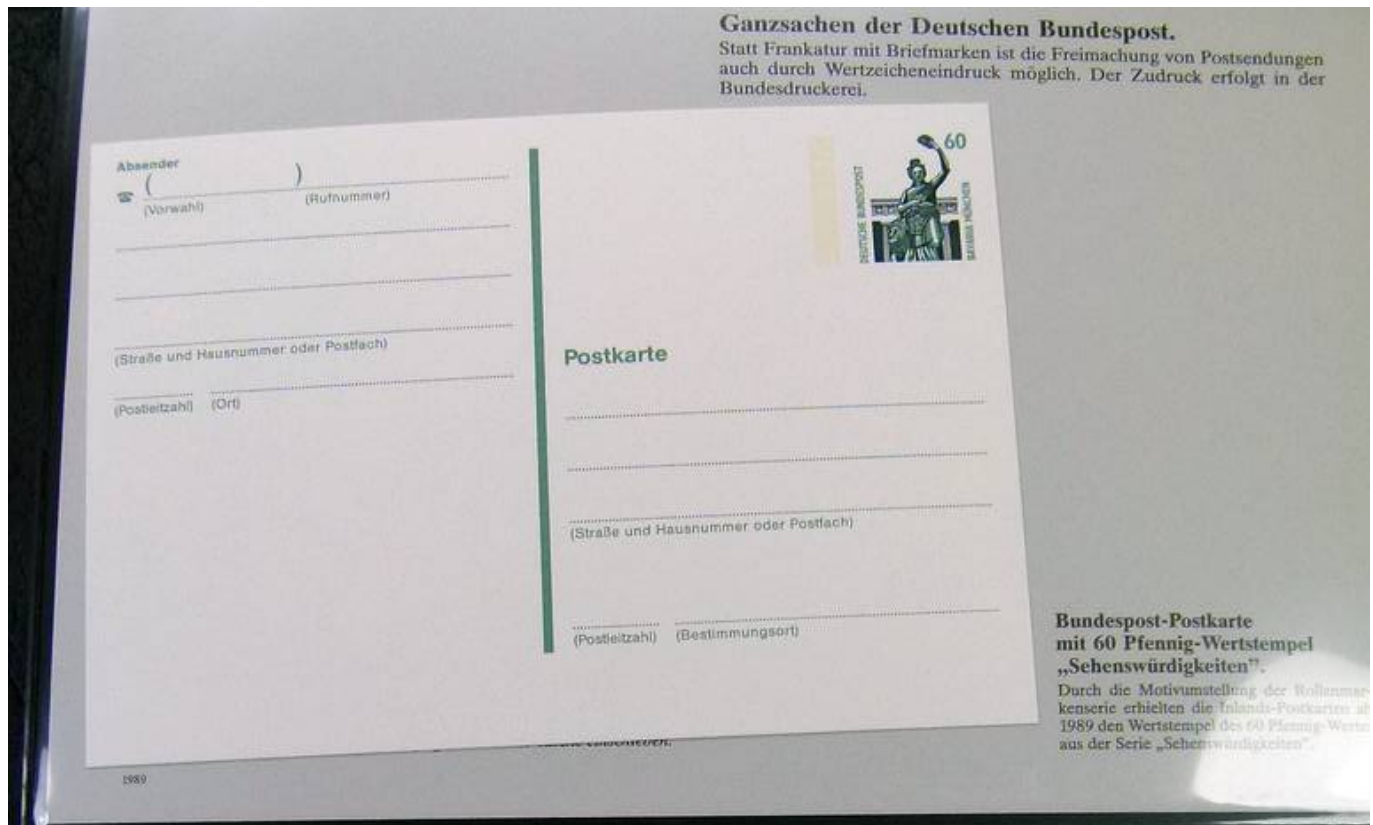 Ganzsachen der Deutschen Bundespost.
Statt Frankatur mit Briefmarken ist die Freimachung von Postsendungen
auch durch Wertzeicheneindruck möglich. Der Zudruck erfolgt in der
Bundesdruckerei.
Absender
☎ ( )
(Vorwahl) (Rufnummer)
(Straße und Hausnummer oder Postfach)
(Postleitzahl) (Ort)
60
DEUTSCHE BUNDESPOST
BAVARIA MÜNCHEN
Postkarte
(Straße und Hausnummer oder Postfach)
(Postleitzahl) (Bestimmungsort)
Bundespost-Postkarte
mit 60 Pfennig-Wertstempel
„Sehenswürdigkeiten”.
Durch die Motivumstellung der Rollenmar-
kenserie erhielten die Inlands-Postkarten ab
1989 den Wertstempel des 60 Pfennig-Wertes
aus der Serie „Sehenswürdigkeiten”.
1989